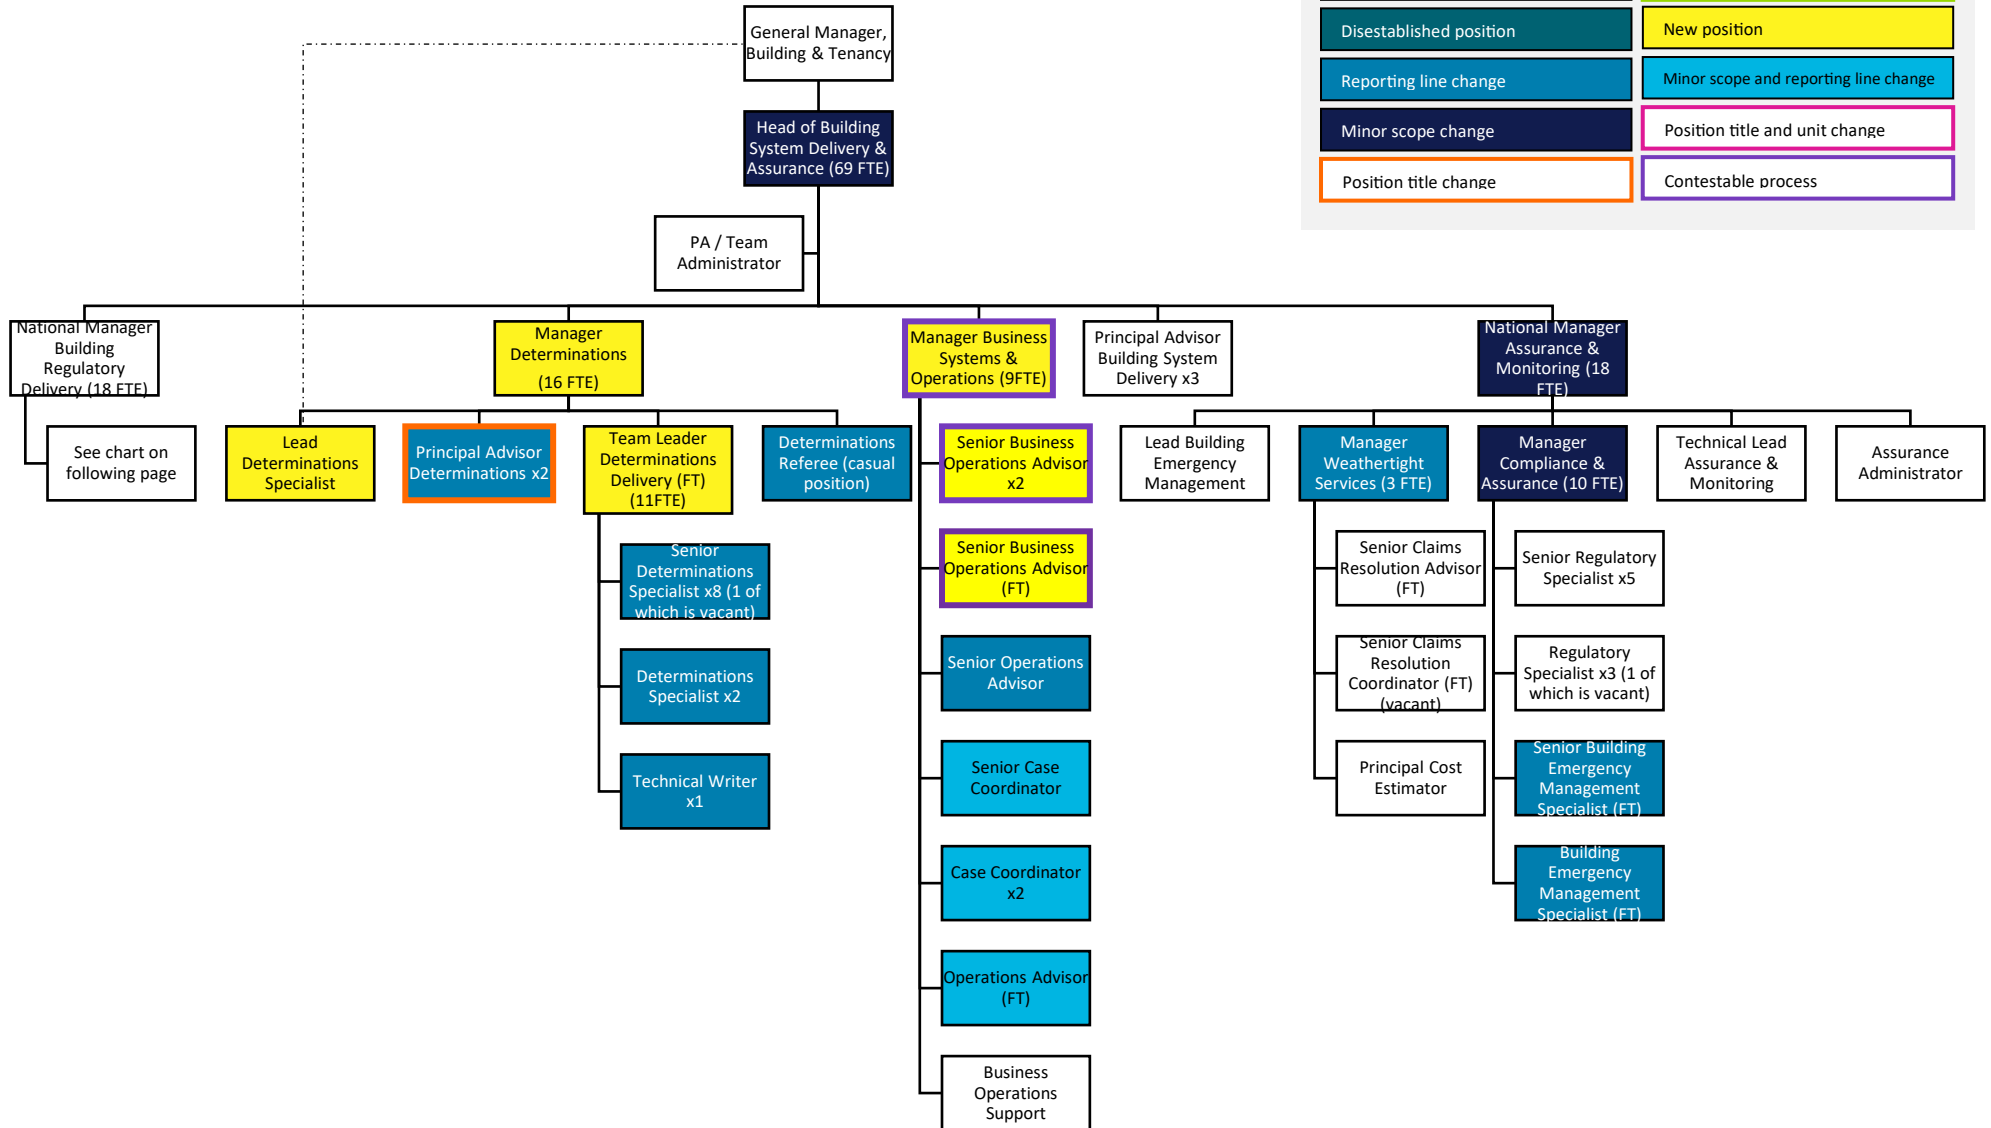 General Manager,
Building & Tenancy
Disestablished position
New position
Reporting line change
Minor scope and reporting line change
Minor scope change
Position title and unit change
Position title change
Contestable process
Head of Building
System Delivery &
Assurance (69 FTE)
PA / Team
Administrator
National Manager
Building
Regulatory
Delivery (18 FTE)
Manager
Determinations
(16 FTE)
Manager Business
Systems &
Operations (9FTE)
Principal Advisor
Building System
Delivery x3
National Manager
Assurance &
Monitoring (18
FTE)
See chart on
following page
Lead
Determinations
Specialist
Principal Advisor
Determinations x2
Team Leader
Determinations
Delivery (FT)
(11FTE)
Determinations
Referee (casual
position)
Senior Business
Operations Advisor
x2
Lead Building
Emergency
Management
Manager
Weathertight
Services (3 FTE)
Manager
Compliance &
Assurance (10 FTE)
Technical Lead
Assurance &
Monitoring
Assurance
Administrator
Senior
Determinations
Specialist x8 (1 of
which is vacant)
Determinations
Specialist x2
Technical Writer
x1
Senior Business
Operations Advisor
(FT)
Senior Operations
Advisor
Senior Case
Coordinator
Case Coordinator
x2
Operations Advisor
(FT)
Business
Operations
Support
Senior Claims
Resolution Advisor
(FT)
Senior Claims
Resolution
Coordinator (FT)
(vacant)
Principal Cost
Estimator
Senior Regulatory
Specialist x5
Regulatory
Specialist x3 (1 of
which is vacant)
Senior Building
Emergency
Management
Specialist (FT)
Building
Emergency
Management
Specialist (FT)